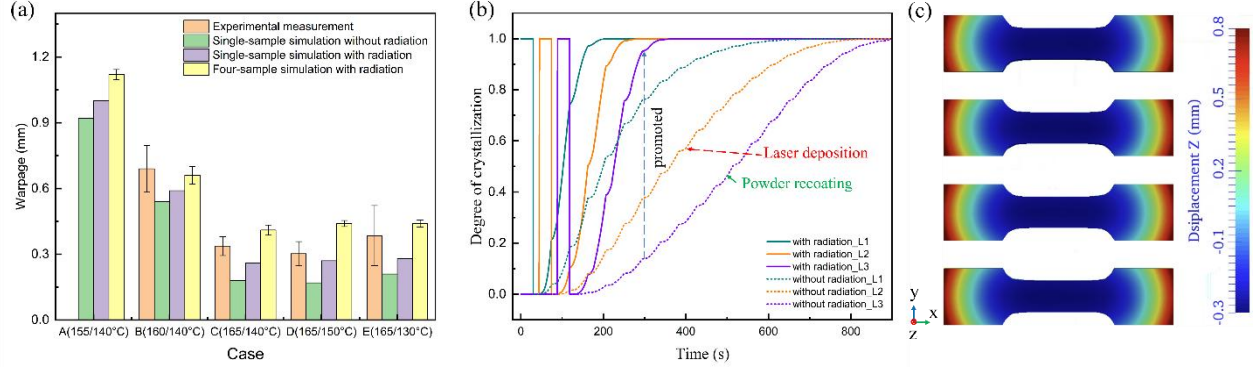 (a)
Experimental measurement
Single-sample simulation without radiation
Single-sample simulation with radiation
Four-sample simulation with radiation
Warpage (mm)
1.2
0.9
0.6
0.3
0.0
A(155/140°C) B(160/140°C) C(165/140°C) D(165/150°C) E(165/130°C)
Case
(b)
Degree of crystallization
1.0
0.8
0.6
0.4
0.2
0.0
promoted
Laser deposition
Powder recoating
with radiation_L1
with radiation_L2
with radiation_L3
without radiation_L1
without radiation_L2
without radiation_L3
0 200 400 600 800
Time (s)
(c)
y
x
z
0.8
0.5
0.2
-0.1
-0.3
Dsiplacement Z (mm)